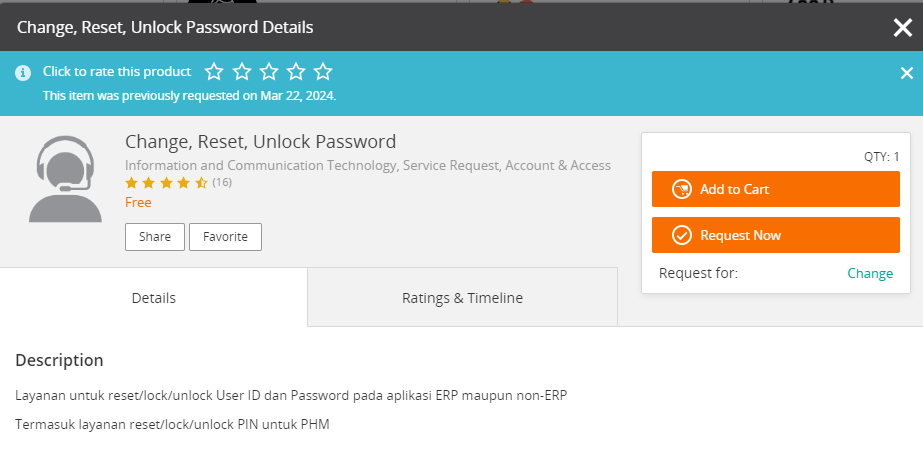 Change, Reset, Unlock Password Details
Click to rate this product
This item was previously requested on Mar 22, 2024.
Change, Reset, Unlock Password
Information and Communication Technology, Service Request, Account & Access
(16)
Free
Share Favorite
QTY: 1
Add to Cart
Request Now
Request for: Change
Details Ratings & Timeline
Description
Layanan untuk reset/lock/unlock User ID dan Password pada aplikasi ERP maupun non-ERP
Termasuk layanan reset/lock/unlock PIN untuk PHM